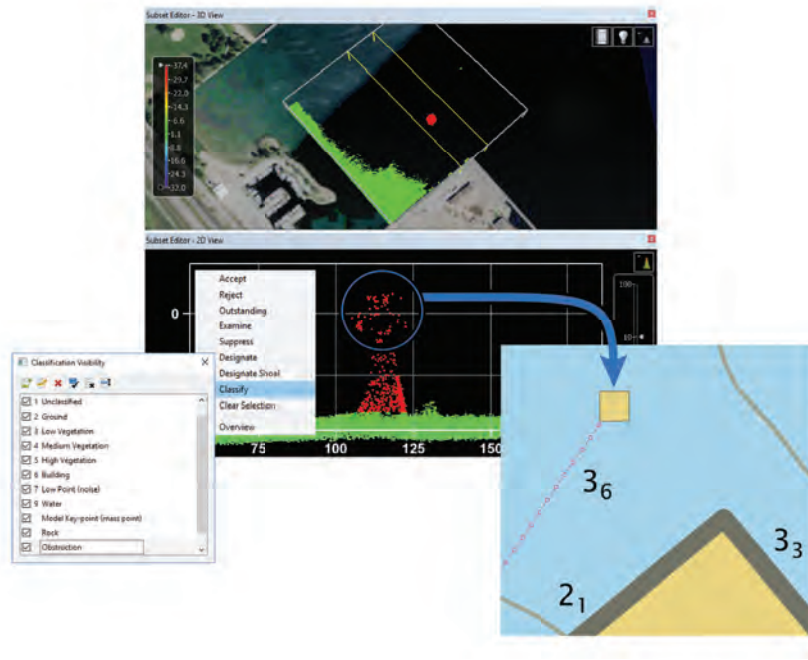 Subset Editor - 3D View
-37.4
-29.7
-22.0
-14.3
-6.6
1.1
8.8
16.6
24.3
32.0
Subset Editor - 2D View
Accept
Reject
Outstanding
Examine
Suppress
Designate
Designate Shoal
Classify
Clear Selection
Overview
0
100
10
75
100
125
150
Classification Visibility
1 Unclassified
2 Ground
3 Low Vegetation
4 Medium Vegetation
5 High Vegetation
6 Building
7 Low Point (noise)
9 Water
Model Key-point (mass point)
Rock
Obstruction
3₆
3₃
2₁